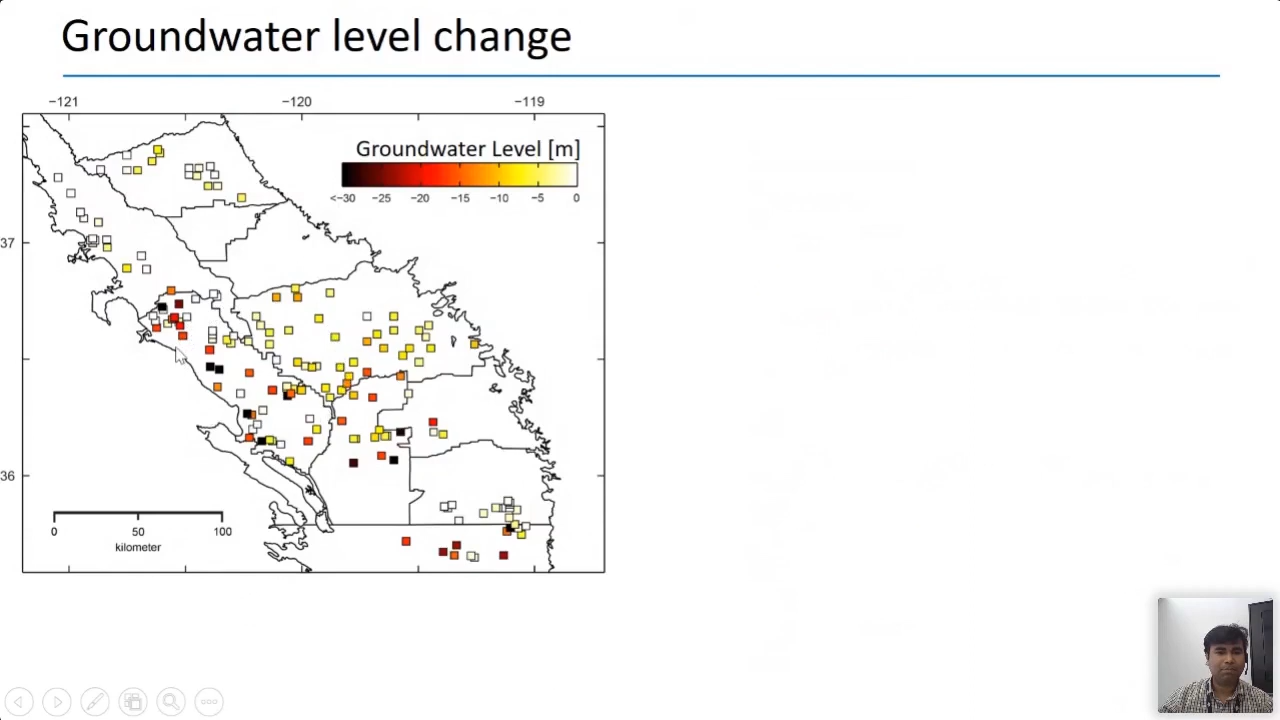 Groundwater level change
−121 −120 −119
Groundwater Level [m]
<−30 −25 −20 −15 −10 −5 0
37
36
0 50 100
kilometer